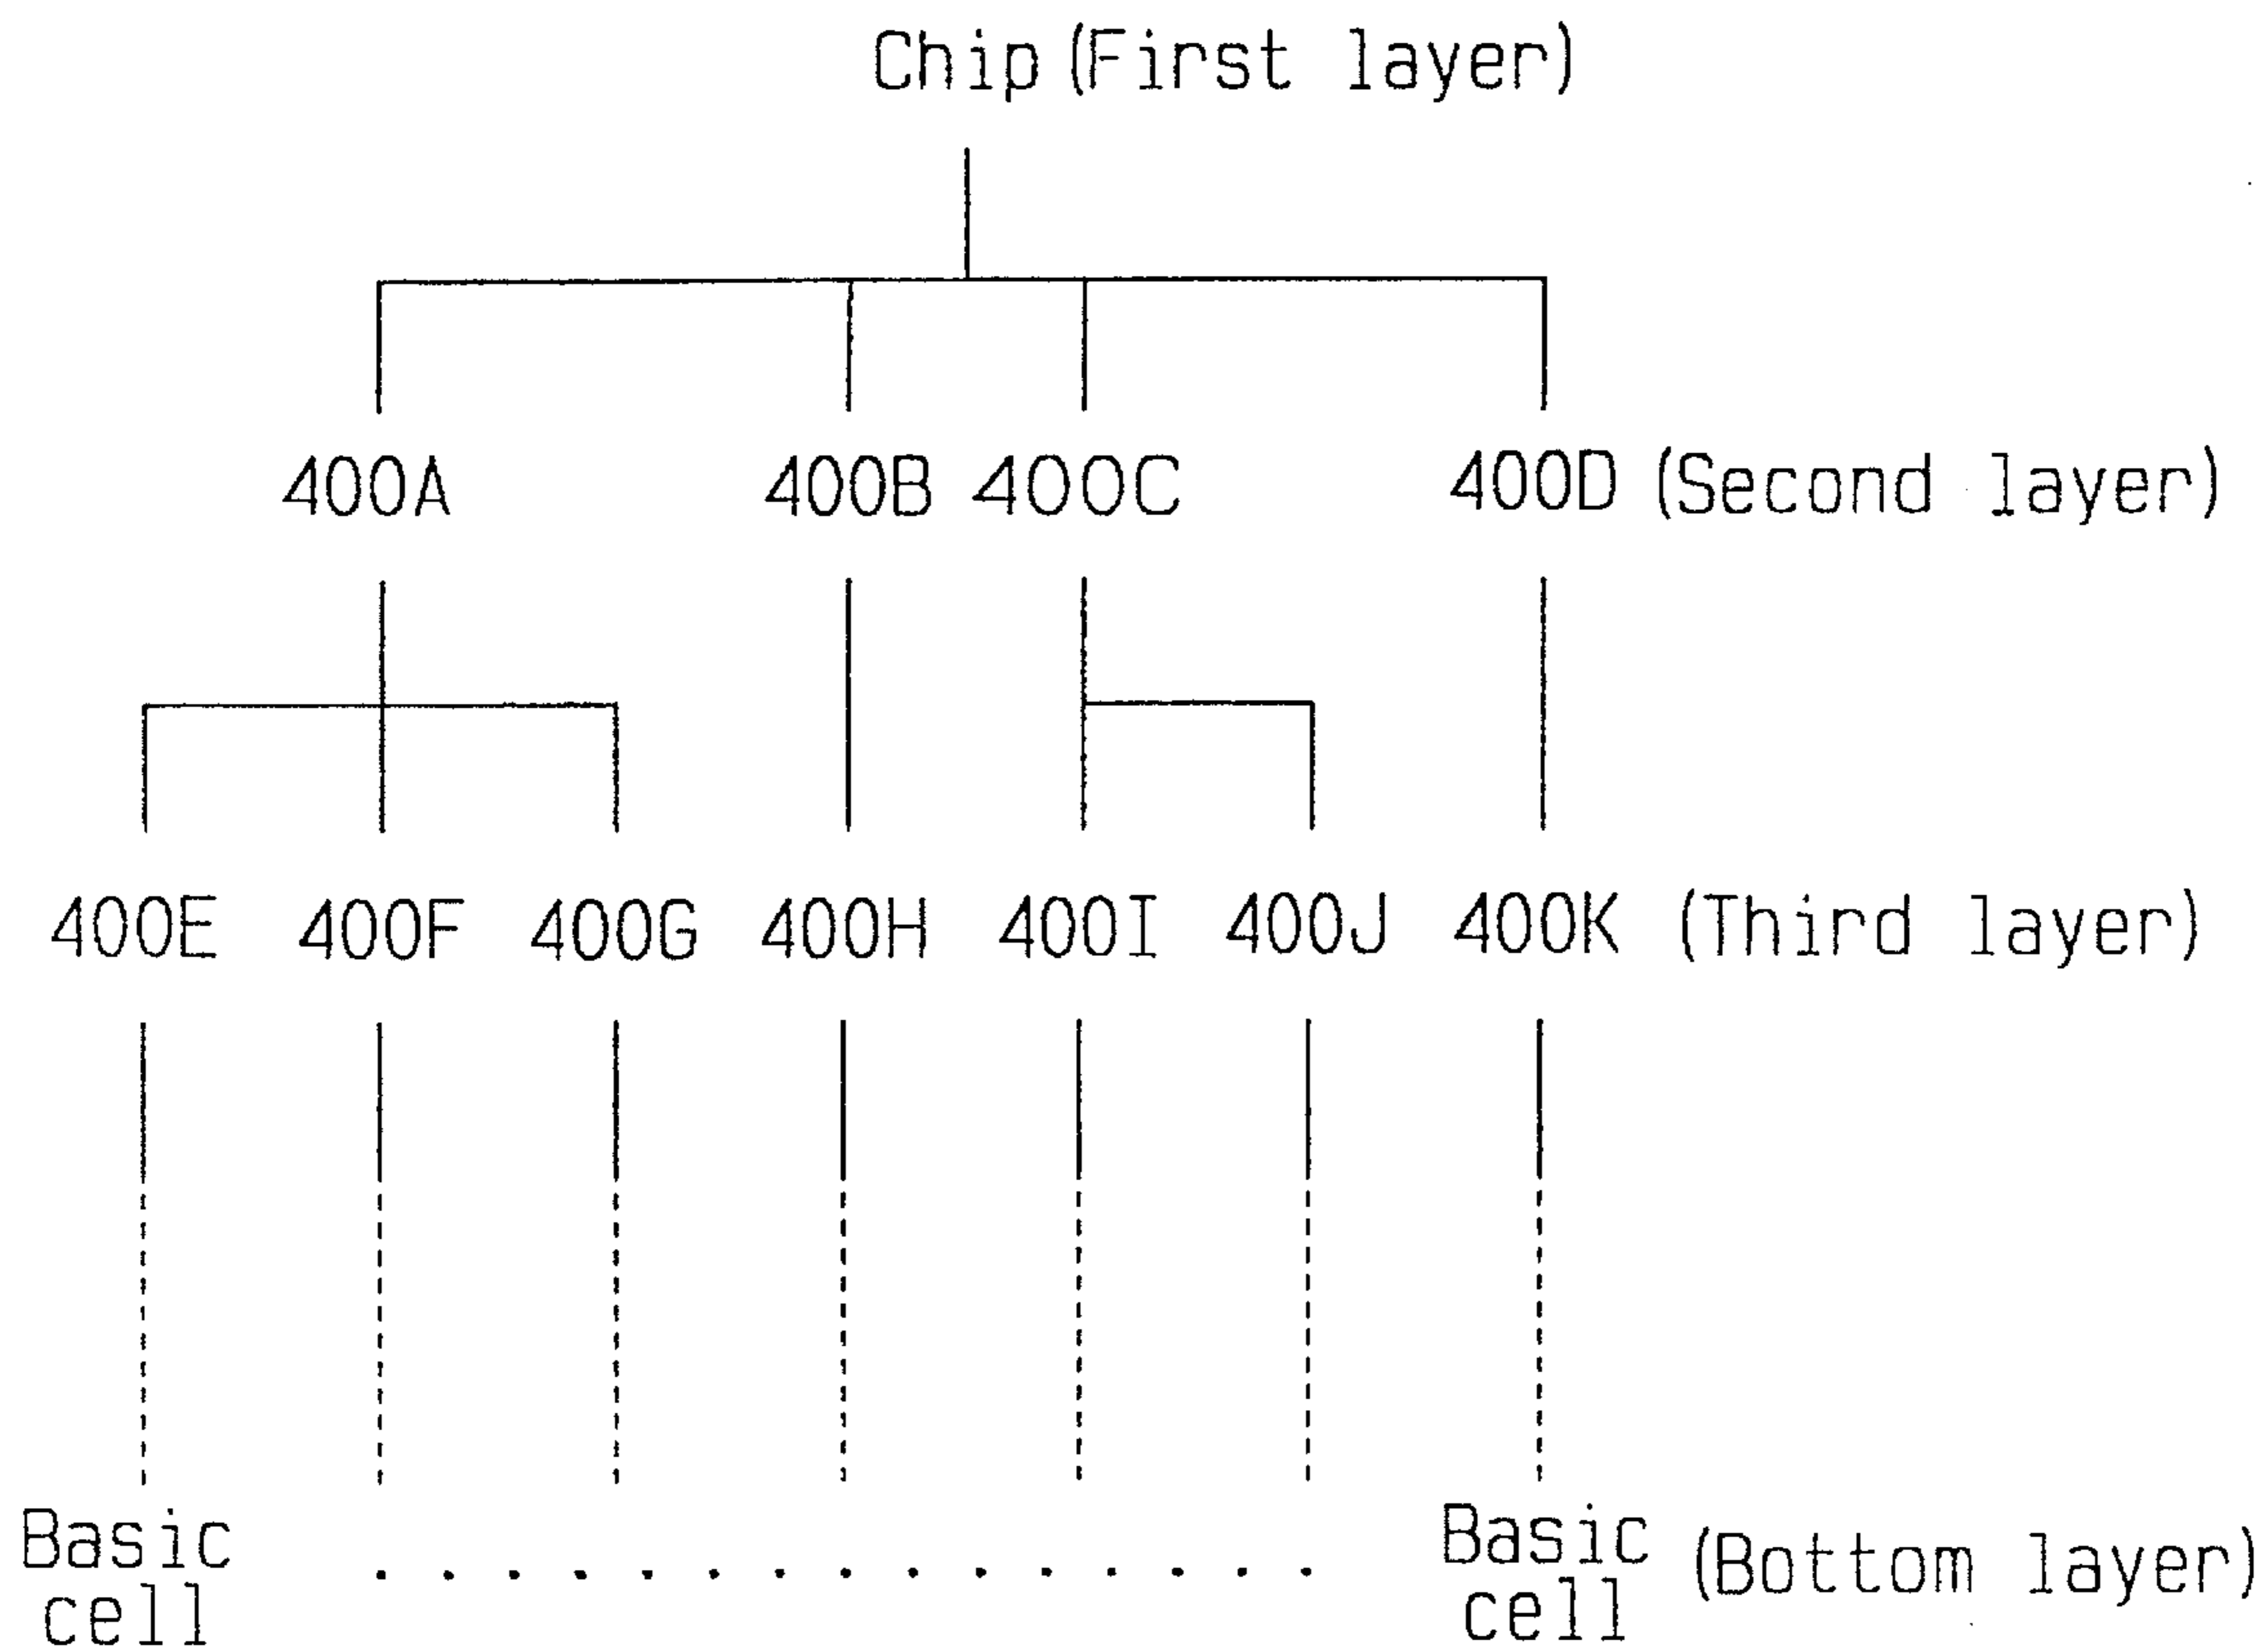 Chip (First layer)
400A 400B 400C 400D (Second layer)
400E 400F 400G 400H 400I 400J 400K (Third layer)
Basic cell
Basic cell
(Bottom layer)